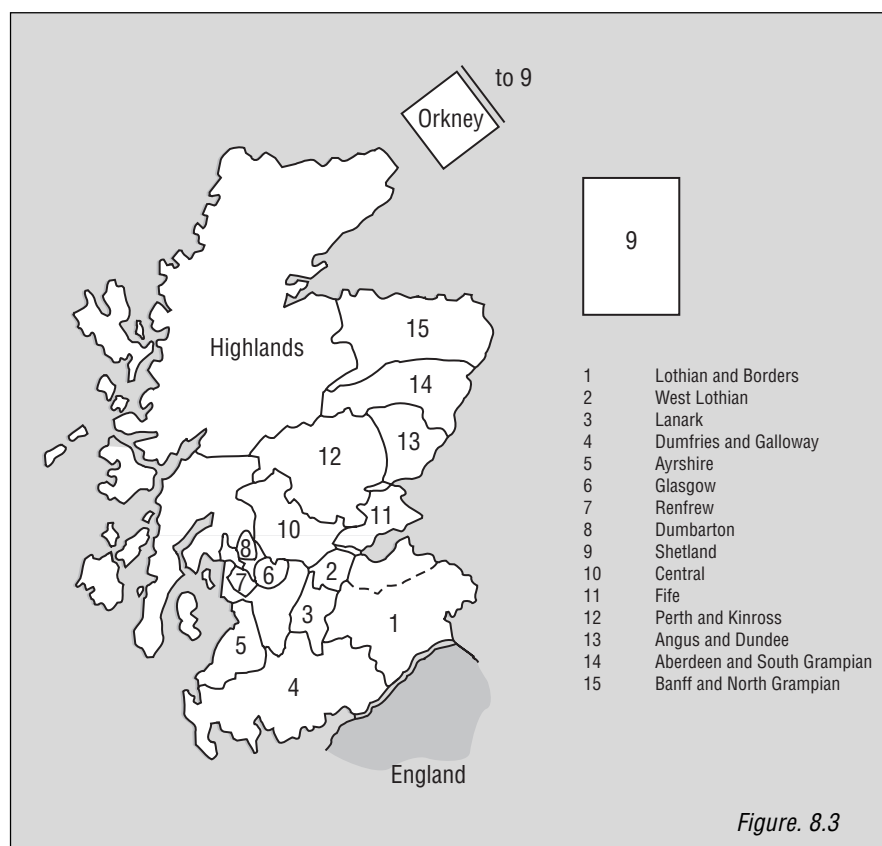 to 9
Orkney
9
15
Highlands
14
13
12
11
10
8
2
6
7
3
1
5
4
England
1 Lothian and Borders
2 West Lothian
3 Lanark
4 Dumfries and Galloway
5 Ayrshire
6 Glasgow
7 Renfrew
8 Dumbarton
9 Shetland
10 Central
11 Fife
12 Perth and Kinross
13 Angus and Dundee
14 Aberdeen and South Grampian
15 Banff and North Grampian
Figure. 8.3